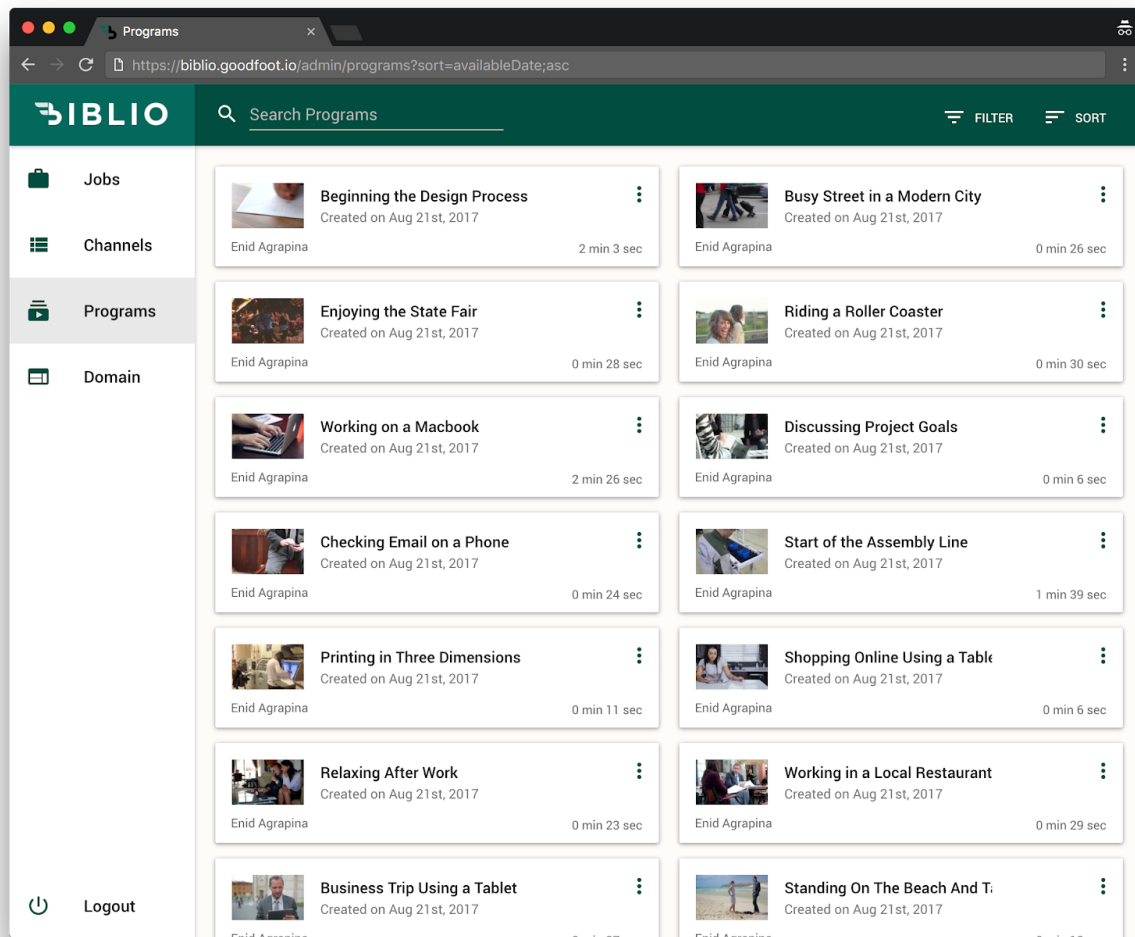 Programs
https://biblio.goodfoot.io/admin/programs?sort=availableDate;asc
BIBLIO
Search Programs
FILTER
SORT
Jobs
Channels
Programs
Domain
Logout
Beginning the Design Process
Created on Aug 21st, 2017
Enid Agrapina
2 min 3 sec
Busy Street in a Modern City
Created on Aug 21st, 2017
Enid Agrapina
0 min 26 sec
Enjoying the State Fair
Created on Aug 21st, 2017
Enid Agrapina
0 min 28 sec
Riding a Roller Coaster
Created on Aug 21st, 2017
Enid Agrapina
0 min 30 sec
Working on a Macbook
Created on Aug 21st, 2017
Enid Agrapina
2 min 26 sec
Discussing Project Goals
Created on Aug 21st, 2017
Enid Agrapina
0 min 6 sec
Checking Email on a Phone
Created on Aug 21st, 2017
Enid Agrapina
0 min 24 sec
Start of the Assembly Line
Created on Aug 21st, 2017
Enid Agrapina
1 min 39 sec
Printing in Three Dimensions
Created on Aug 21st, 2017
Enid Agrapina
0 min 11 sec
Shopping Online Using a Table
Created on Aug 21st, 2017
Enid Agrapina
0 min 6 sec
Relaxing After Work
Created on Aug 21st, 2017
Enid Agrapina
0 min 23 sec
Working in a Local Restaurant
Created on Aug 21st, 2017
Enid Agrapina
0 min 29 sec
Business Trip Using a Tablet
Created on Aug 21st, 2017
Enid Agrapina
Standing On The Beach And
Created on Aug 21st, 2017
Enid Agrapina